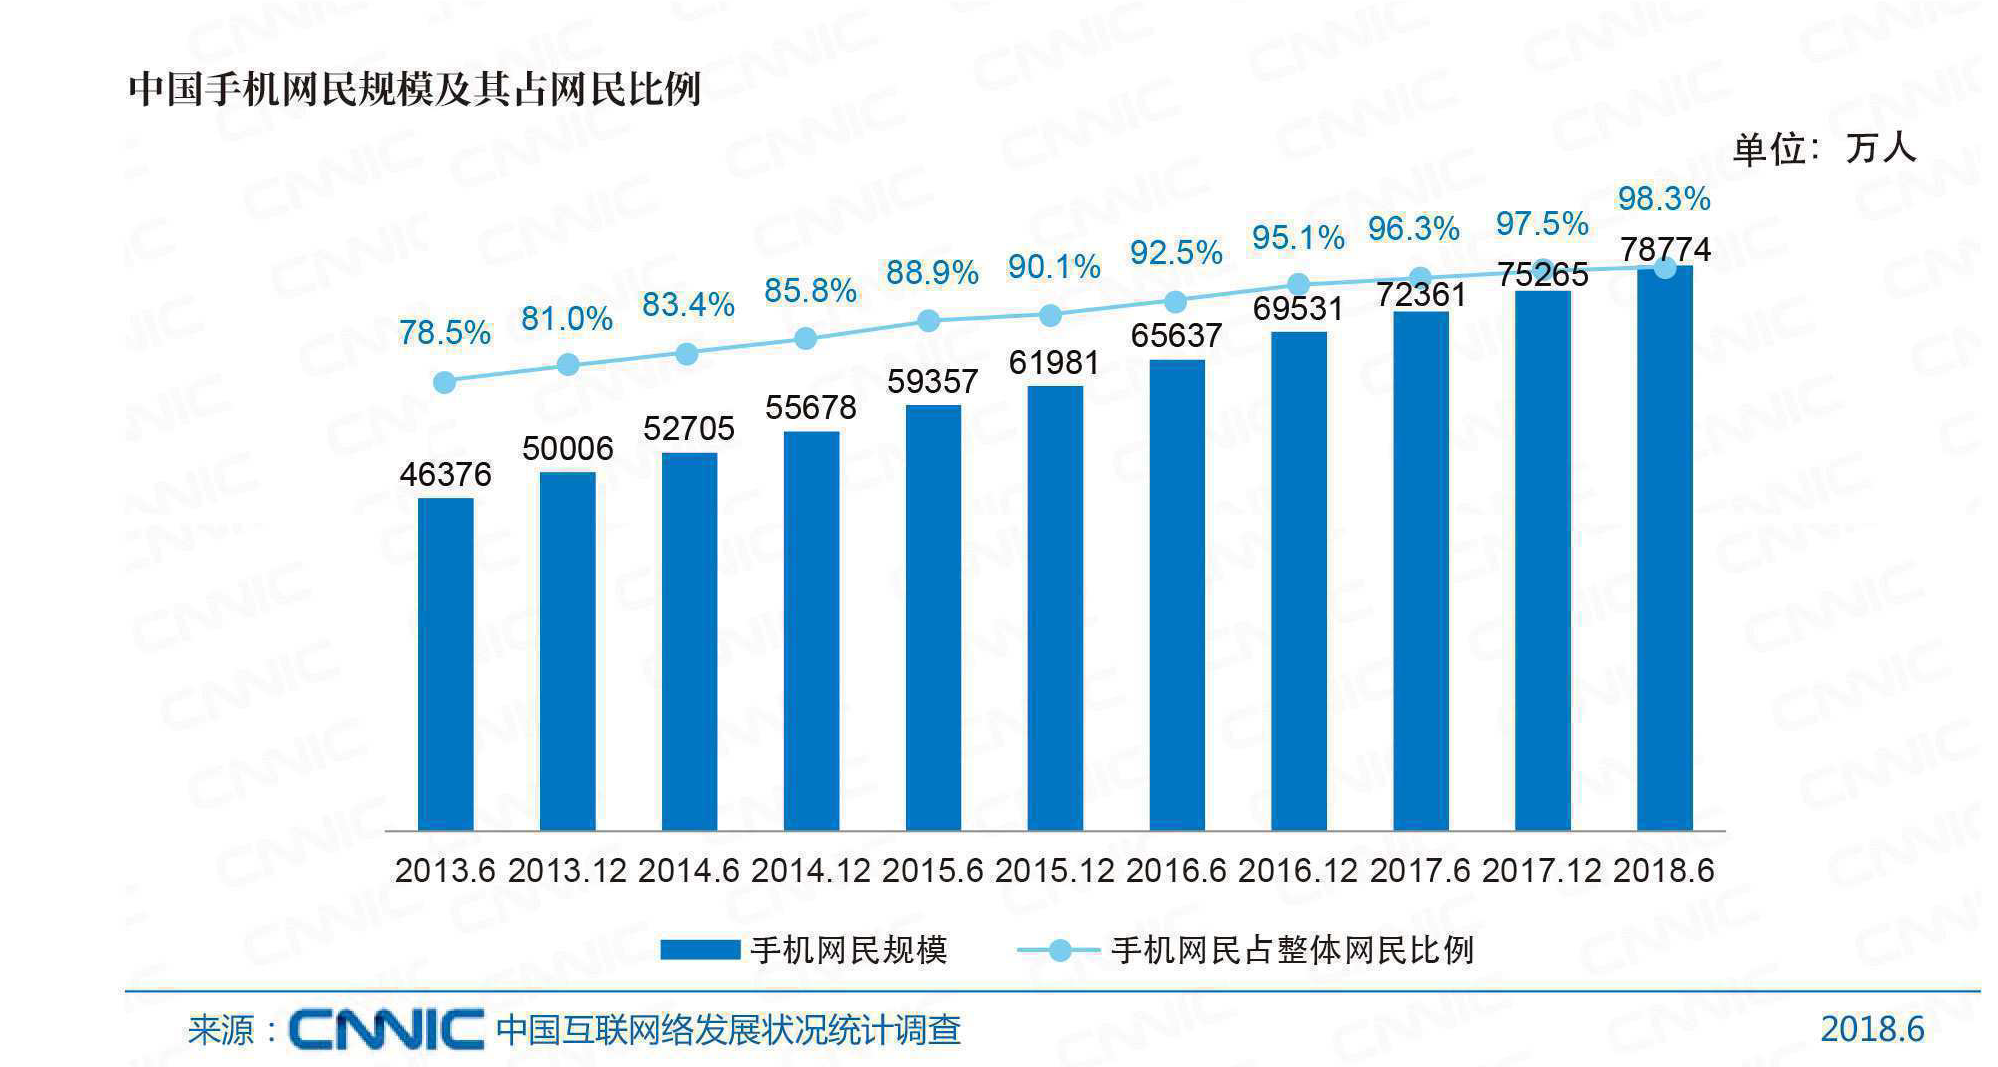 中国手机网民规模及其占网民比例
单位：万人
78.5% 81.0% 83.4% 85.8% 88.9% 90.1% 92.5% 95.1% 96.3% 97.5% 98.3%
46376 50006 52705 55678 59357 61981 65637 69531 72361 75265 78774
2013.6 2013.12 2014.6 2014.12 2015.6 2015.12 2016.6 2016.12 2017.6 2017.12 2018.6
手机网民规模 手机网民占整体网民比例
来源：CNNIC 中国互联网络发展状况统计调查 2018.6